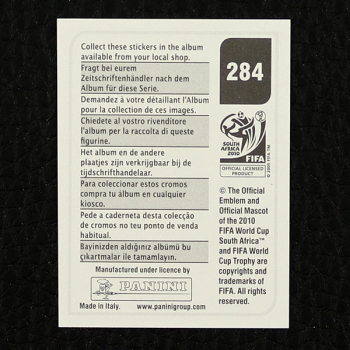 Collect these stickers in the album
available from your local shop.
Fragt bei eurem
Zeitschriftenhändler nach dem
Album für diese Serie.
Demandez à votre détaillant l'Album
pour la collection de ces images.
Chiedete al vostro rivenditore
l'album per la raccolta di queste
figurine.
Het album en de andere
plaatjes zijn verkrijgbaar bij de
tijdschrifthandelaar.
Para coleccionar estos cromos
compra tu álbum en cualquier
kiosco.
Pede a caderneta desta colecção
de cromos no teu ponto de venda
habitual.
Bayinizden aldığınız albümü bu
çıkartmalar ile tamamlayın.
Manufactured under licence by
PANINI
Made in Italy. www.paninigroup.com
284
SOUTH AFRICA
2010
FIFA
© 2005 FIFA TM
OFFICIAL LICENSED
PRODUCT
© The Official
Emblem and
Official Mascot
of the 2010
FIFA World Cup
South Africa™
and FIFA World
Cup Trophy are
copyrights and
trademarks of
FIFA. All rights
reserved.